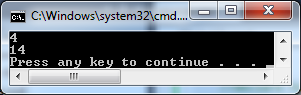 C:\Windows\system32\cmd....
4
14
Press any key to continue . . .